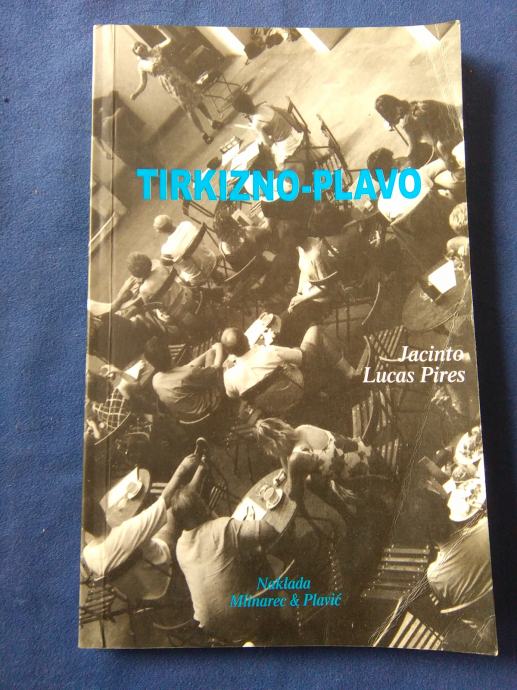 TIRKIZNO-PLAVO
Jacinto
Lucas Pires
Naklada
Mlinarec & Plavić